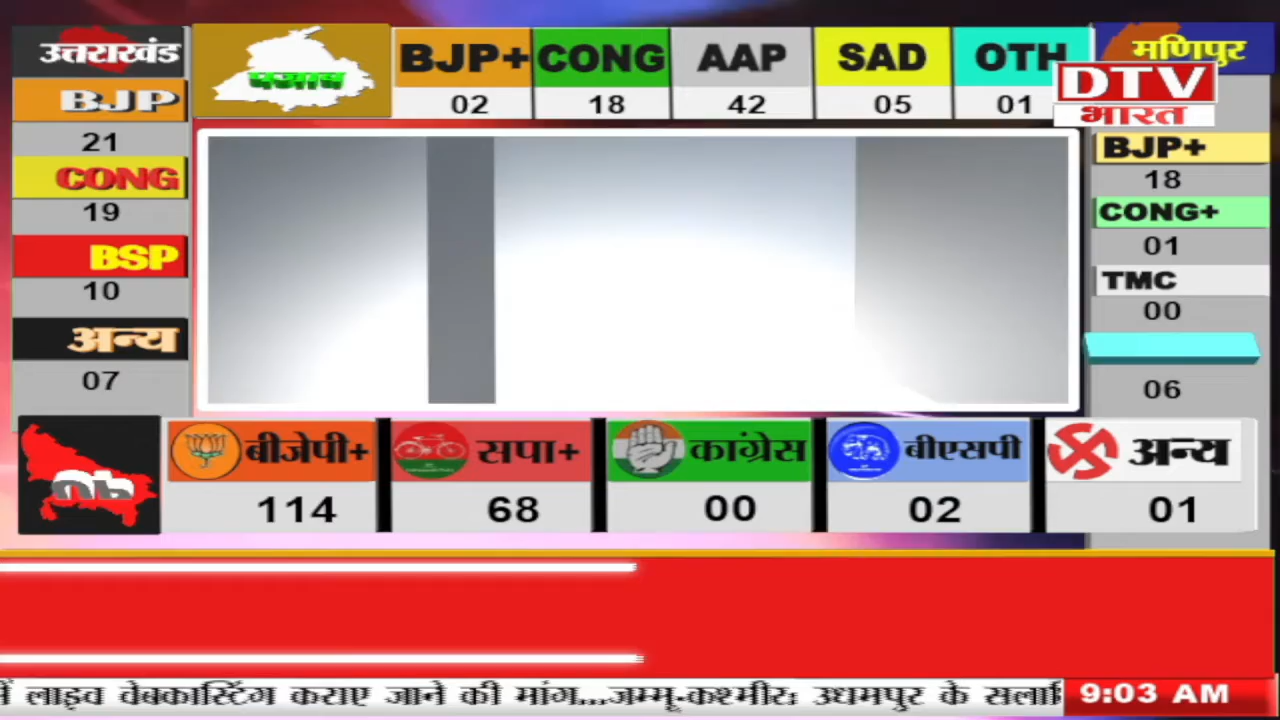 उत्तराखंड
BJP
21
CONG
19
BSP
10
अन्य
07
पंजाब
BJP+ CONG AAP SAD OTH
02 18 42 05 01
मणिपुर
DTV
भारत
BJP+
18
CONG+
01
TMC
00
06
बीजेपी+ सपा+ कांग्रेस बीएसपी अन्य
114 68 00 02 01
लाइव वेबकास्टिंग कराए जाने की मांग...जम्मू-कश्मीर: उधमपुर के
9:03 AM